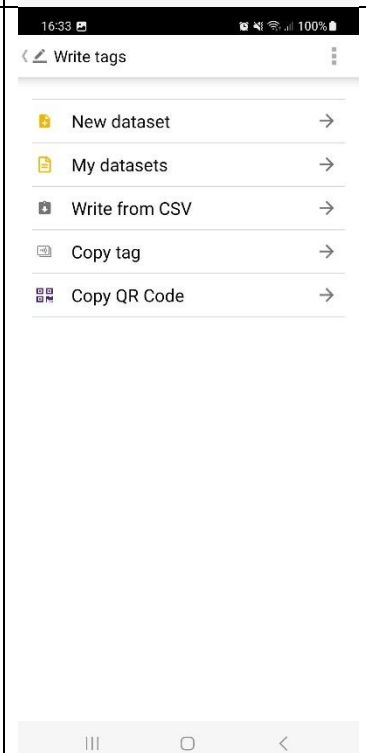 16:33 100%
Write tags
New dataset
My datasets
Write from CSV
Copy tag
Copy QR Code